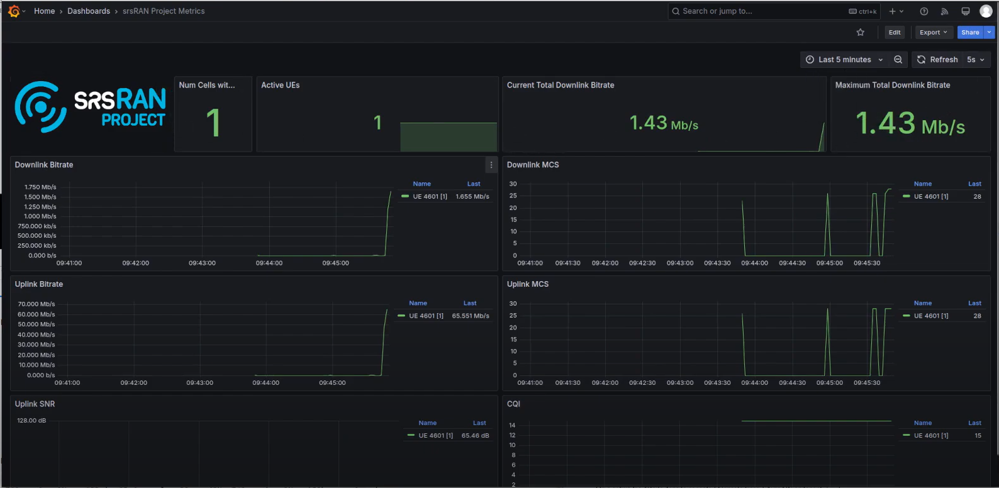 Home › Dashboards › srsRAN Project Metrics
Search or jump to... ctrl+k
Edit Export Share
Last 5 minutes Refresh 5s
srsRAN
PROJECT
Num Cells wit...
1
Active UEs
1
Current Total Downlink Bitrate
1.43 Mb/s
Maximum Total Downlink Bitrate
1.43 Mb/s
Downlink Bitrate
1.750 Mb/s
1.500 Mb/s
1.250 Mb/s
1.000 Mb/s
750.000 kb/s
500.000 kb/s
250.000 kb/s
0.000 b/s
09:41:00 09:42:00 09:43:00 09:44:00 09:45:00
Name Last
UE 4601 [1] 1.655 Mb/s
Downlink MCS
30
25
20
15
10
5
0
09:41:00 09:41:30 09:42:00 09:42:30 09:43:00 09:43:30 09:44:00 09:44:30 09:45:00 09:45:30
Name Last
UE 4601 [1] 28
Uplink Bitrate
70.000 Mb/s
60.000 Mb/s
50.000 Mb/s
40.000 Mb/s
30.000 Mb/s
20.000 Mb/s
10.000 Mb/s
0.000 b/s
09:41:00 09:42:00 09:43:00 09:44:00 09:45:00
Name Last
UE 4601 [1] 65.551 Mb/s
Uplink MCS
30
25
20
15
10
5
0
09:41:00 09:41:30 09:42:00 09:42:30 09:43:00 09:43:30 09:44:00 09:44:30 09:45:00 09:45:30
Name Last
UE 4601 [1] 28
Uplink SNR
128.00 dB
Name Last
UE 4601 [1] 65.46 dB
CQI
14
12
10
8
6
4
2
Name Last
UE 4601 [1] 15